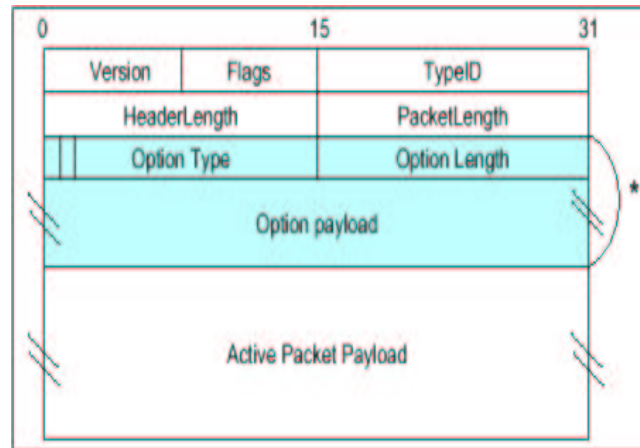 0 15 31
Version Flags TypeID
HeaderLength PacketLength
Option Type Option Length
*
Option payload
Active Packet Payload